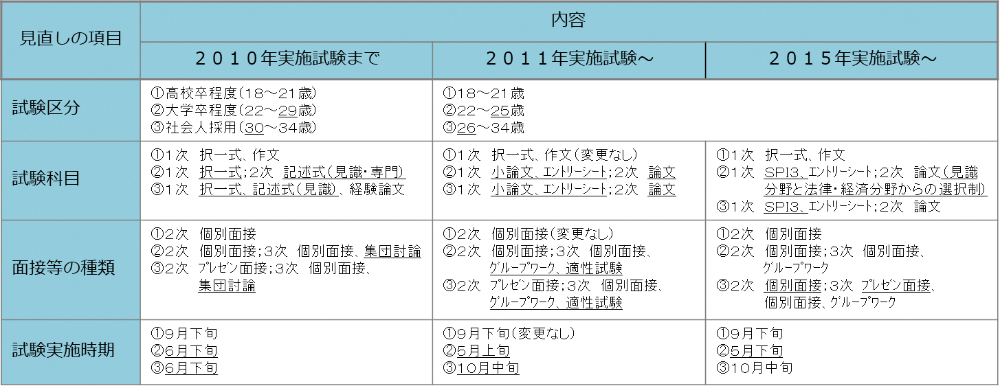 見直しの項目
内容
２０１０年実施試験まで
２０１１年実施試験～
２０１５年実施試験～
試験区分
①高校卒程度（１８～２１歳）
②大学卒程度（２２～２９歳）
③社会人採用（３０～３４歳）
①１８～２１歳
②２２～２５歳
③２６～３４歳
試験科目
①１次　択一式、作文
②１次　択一式；２次　記述式（見識・専門）
③１次　択一式、記述式（見識）、経験論文
①１次　択一式、作文（変更なし）
②１次　小論文、ｴﾝﾄﾘｰｼｰﾄ；２次　論文
③１次　小論文、ｴﾝﾄﾘｰｼｰﾄ；２次　論文
①１次　択一式、作文
②１次　ＳＰＩ３、ｴﾝﾄﾘｰｼｰﾄ；２次　論文（見識
分野と法律・経済分野からの選択制）
③１次　ＳＰＩ３、ｴﾝﾄﾘｰｼｰﾄ；２次　論文
面接等の種類
①２次　個別面接
②２次　個別面接；３次　個別面接、集団討論
③２次　ﾌﾟﾚｾﾞﾝ面接；３次　個別面接、
集団討論
①２次　個別面接（変更なし）
②２次　個別面接；３次　個別面接、
ｸﾞﾙｰﾌﾟﾜｰｸ、適性試験
③２次　ﾌﾟﾚｾﾞﾝ面接；３次　個別面接、
ｸﾞﾙｰﾌﾟﾜｰｸ、適性試験
①２次　個別面接
②２次　個別面接；３次　個別面接、
ｸﾞﾙｰﾌﾟﾜｰｸ
③２次　個別面接；３次　ﾌﾟﾚｾﾞﾝ面接、
個別面接、ｸﾞﾙｰﾌﾟﾜｰｸ
試験実施時期
①９月下旬
②６月下旬
③６月下旬
①９月下旬（変更なし）
②５月上旬
③１０月中旬
①９月下旬
②５月下旬
③１０月中旬